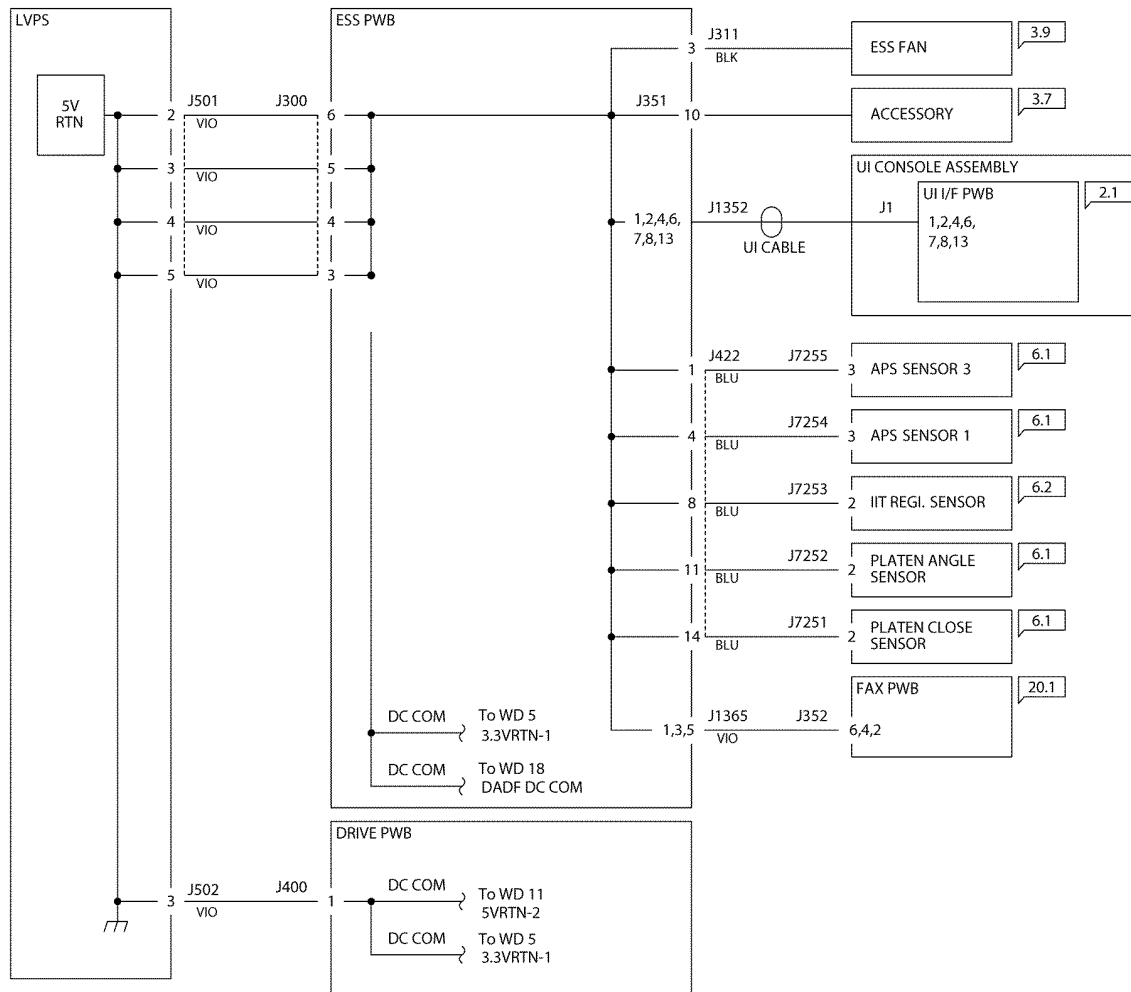 LVPS
ESS PWB
J311
3
BLK
ESS FAN
3.9
5V
RTN
J501
J300
2
VIO
6
J351
10
ACCESSORY
3.7
3
VIO
5
UI CONSOLE ASSEMBLY
UI I/F PWB
2.1
4
VIO
4
1,2,4,6,
7,8,13
J1352
UI CABLE
J1
1,2,4,6,
7,8,13
5
VIO
3
J422
J7255
1
BLU
3
APS SENSOR 3
6.1
J7254
4
BLU
3
APS SENSOR 1
6.1
J7253
8
BLU
2
IIT REGI. SENSOR
6.2
J7252
11
BLU
2
PLATEN ANGLE
SENSOR
6.1
J7251
14
BLU
2
PLATEN CLOSE
SENSOR
6.1
FAX PWB
20.1
DC COM
To WD 5
3.3VRTN-1
1,3,5
J1365
VIO
J352
6,4,2
DC COM
To WD 18
DADF DC COM
DRIVE PWB
J502
J400
3
VIO
1
DC COM
To WD 11
5VRTN-2
DC COM
To WD 5
3.3VRTN-1